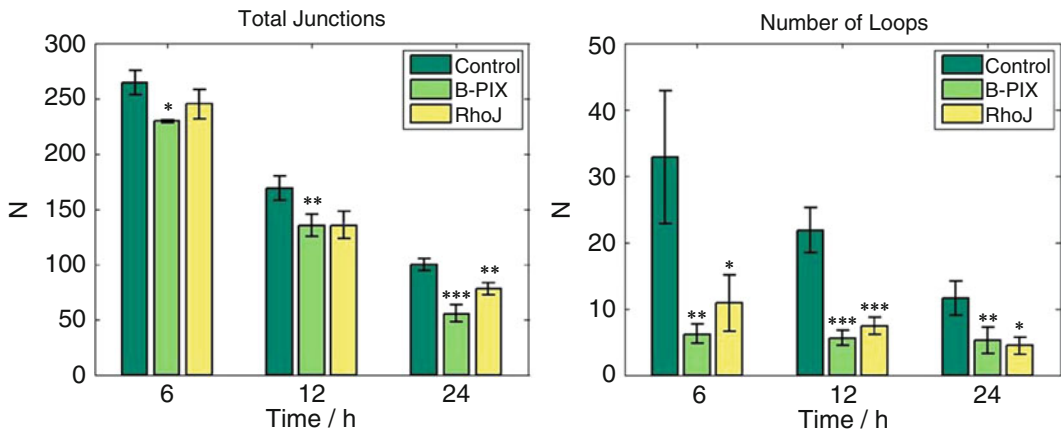 Total Junctions
300
250
200
150
100
50
0
N
Control
B-PIX
RhoJ
*
**
***
**
6
12
24
Time / h
Number of Loops
50
40
30
20
10
0
N
Control
B-PIX
RhoJ
**
*
***
***
**
*
6
12
24
Time / h